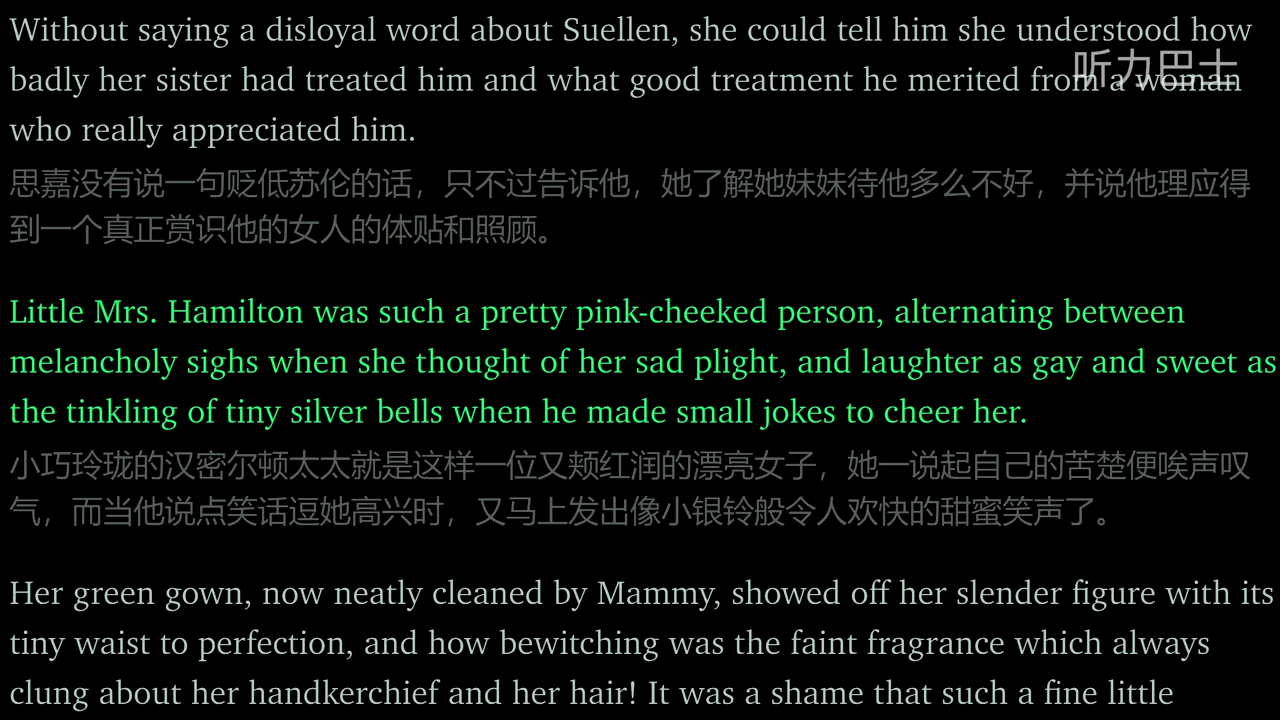 Without saying a disloyal word about Suellen, she could tell him she understood how
听力巴士
badly her sister had treated him and what good treatment he merited from a woman
who really appreciated him.
思嘉没有说一句贬低苏伦的话，只不过告诉他，她了解她妹妹待他多么不好，并说他理应得
到一个真正赏识他的女人的体贴和照顾。
Little Mrs. Hamilton was such a pretty pink-cheeked person, alternating between
melancholy sighs when she thought of her sad plight, and laughter as gay and sweet as
the tinkling of tiny silver bells when he made small jokes to cheer her.
小巧玲珑的汉密尔顿太太就是这样一位又颊红润的漂亮女子，她一说起自己的苦楚便唉声叹
气，而当他说点笑话逗她高兴时，又马上发出像小银铃般令人欢快的甜蜜笑声了。
Her green gown, now neatly cleaned by Mammy, showed off her slender figure with its
tiny waist to perfection, and how bewitching was the faint fragrance which always
clung about her handkerchief and her hair! It was a shame that such a fine little